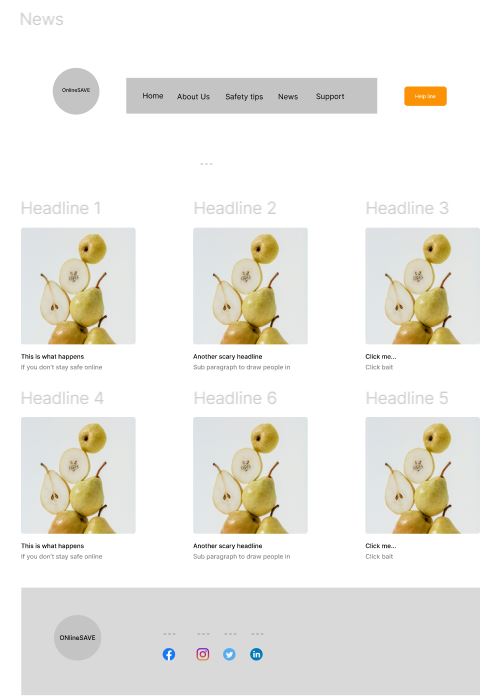 News
OnlineSAVE
Home About Us Safety tips News Support
Help line
---
Headline 1 Headline 2 Headline 3
This is what happens Another scary headline Click me...
If you don't stay safe online Sub paragraph to draw people in Click bait
Headline 4 Headline 6 Headline 5
This is what happens Another scary headline Click me...
If you don't stay safe online Sub paragraph to draw people in Click bait
ONlineSAVE
--- --- --- ---